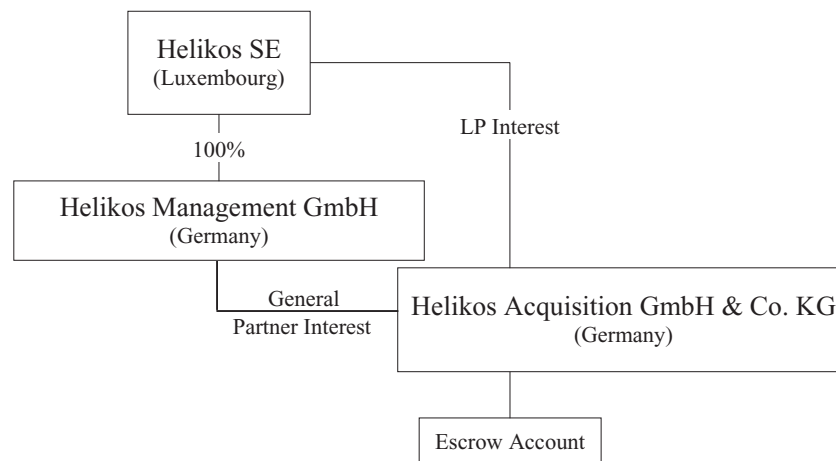 Helikos SE
(Luxembourg)
LP Interest
100%
Helikos Management GmbH
(Germany)
General
Partner Interest
Helikos Acquisition GmbH & Co. KG
(Germany)
Escrow Account